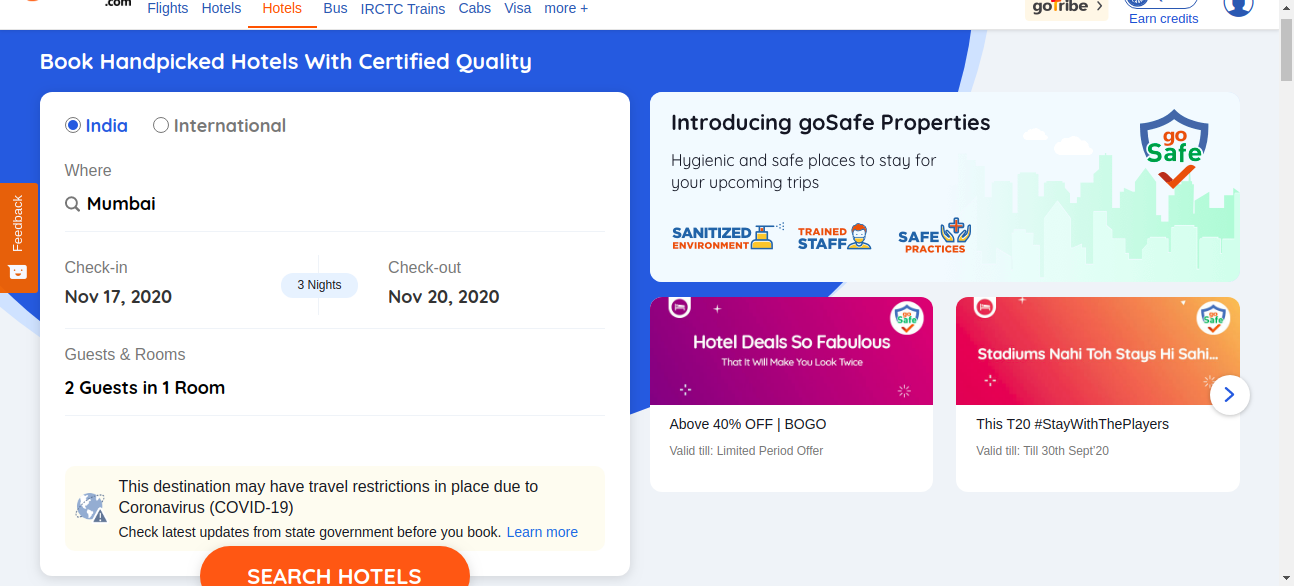 .com
Flights Hotels Hotels Bus IRCTC Trains Cabs Visa more +
goTribe
Earn credits
Book Handpicked Hotels With Certified Quality
India International
Where
Mumbai
Check-in
Nov 17, 2020
3 Nights
Check-out
Nov 20, 2020
Guests & Rooms
2 Guests in 1 Room
This destination may have travel restrictions in place due to
Coronavirus (COVID-19)
Check latest updates from state government before you book. Learn more
SEARCH HOTELS
Feedback
Introducing goSafe Properties
Hygienic and safe places to stay for
your upcoming trips
go
Safe
SANITIZED
ENVIRONMENT
TRAINED
STAFF
SAFE
PRACTICES
go
Safe
Hotel Deals So Fabulous
That It Will Make You Look Twice
Above 40% OFF | BOGO
Valid till: Limited Period Offer
go
Safe
Stadiums Nahi Toh Stays Hi Sahi...
This T20 #StayWithThePlayers
Valid till: Till 30th Sept'20